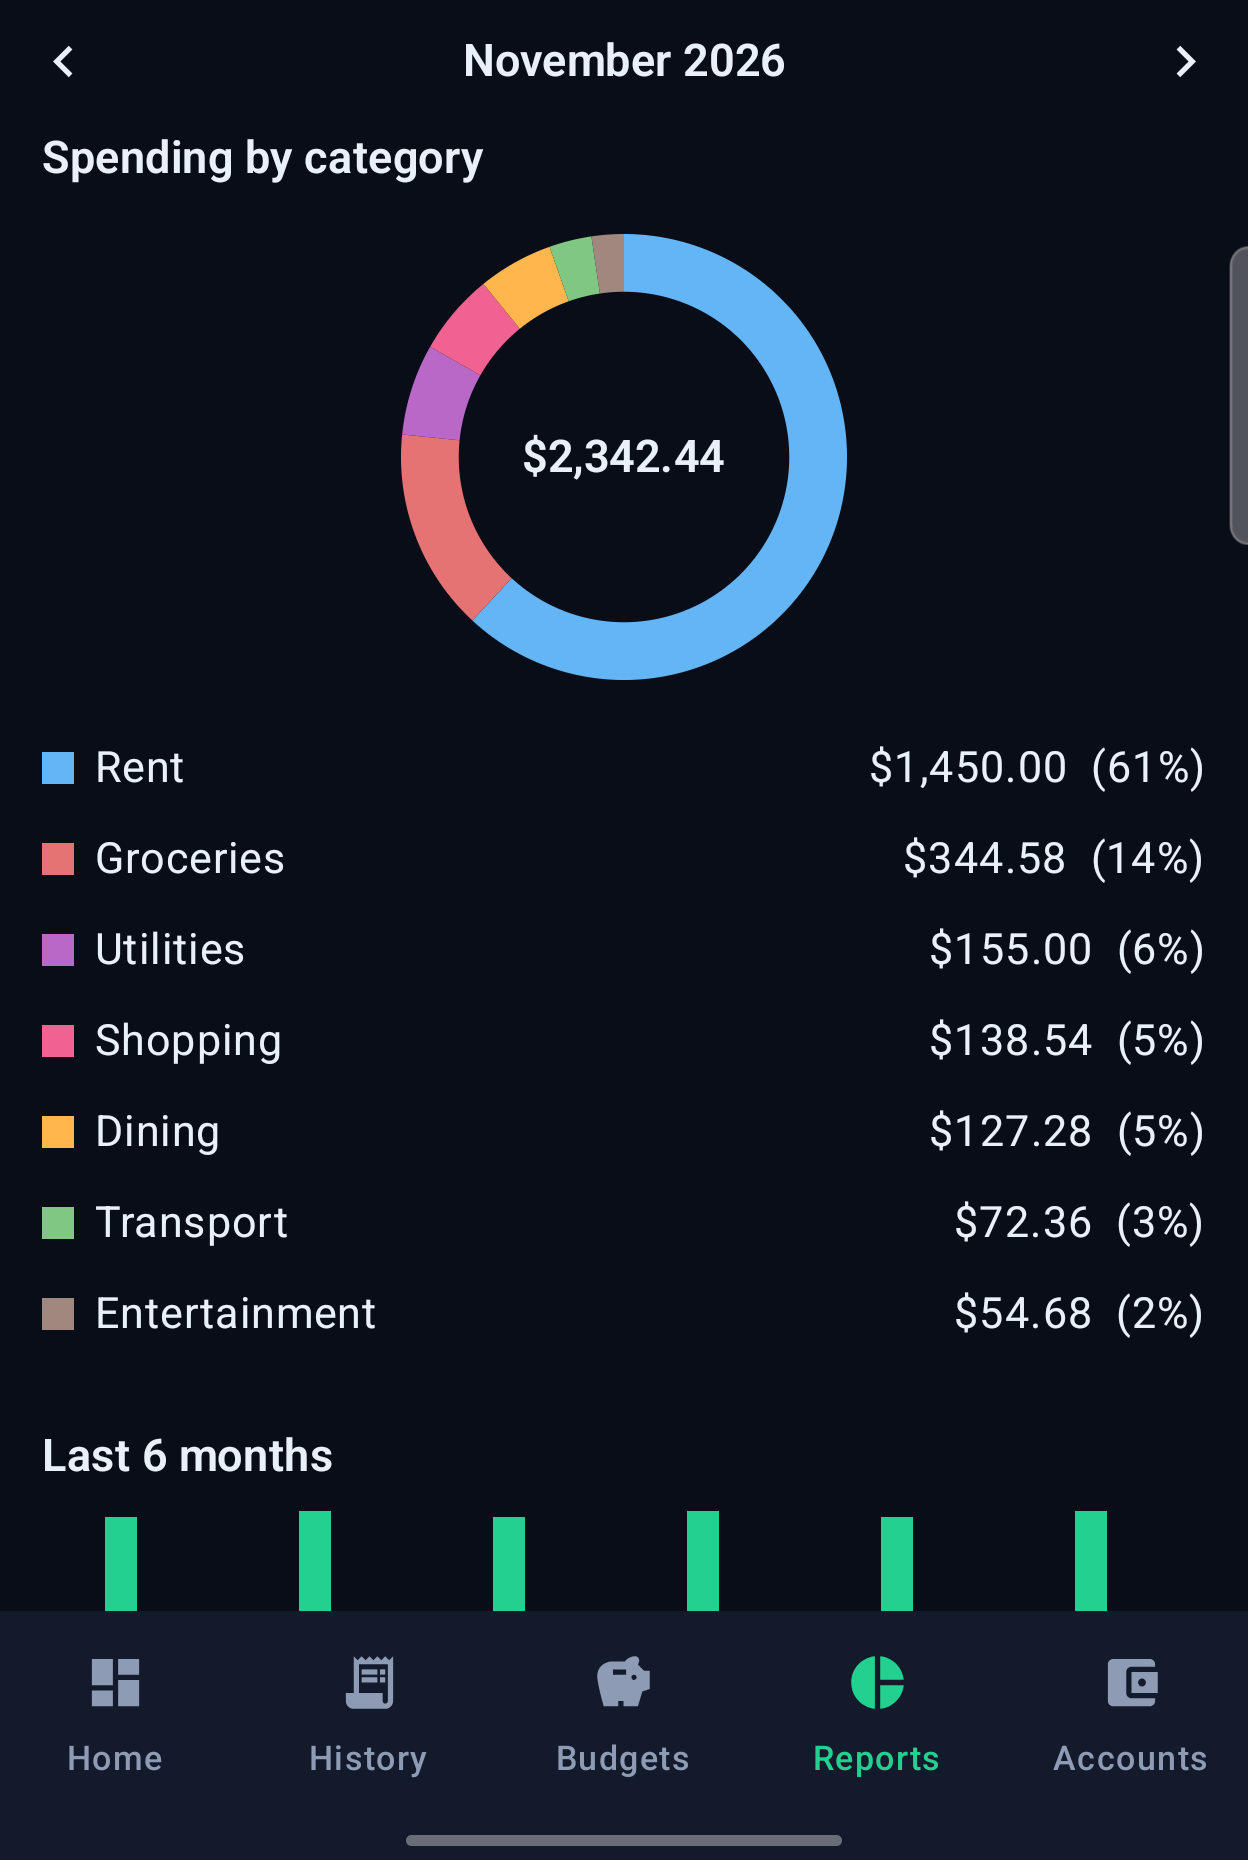 November 2026
Spending by category
$2,342.44
Rent $1,450.00 (61%)
Groceries $344.58 (14%)
Utilities $155.00 (6%)
Shopping $138.54 (5%)
Dining $127.28 (5%)
Transport $72.36 (3%)
Entertainment $54.68 (2%)
Last 6 months
Home History Budgets Reports Accounts